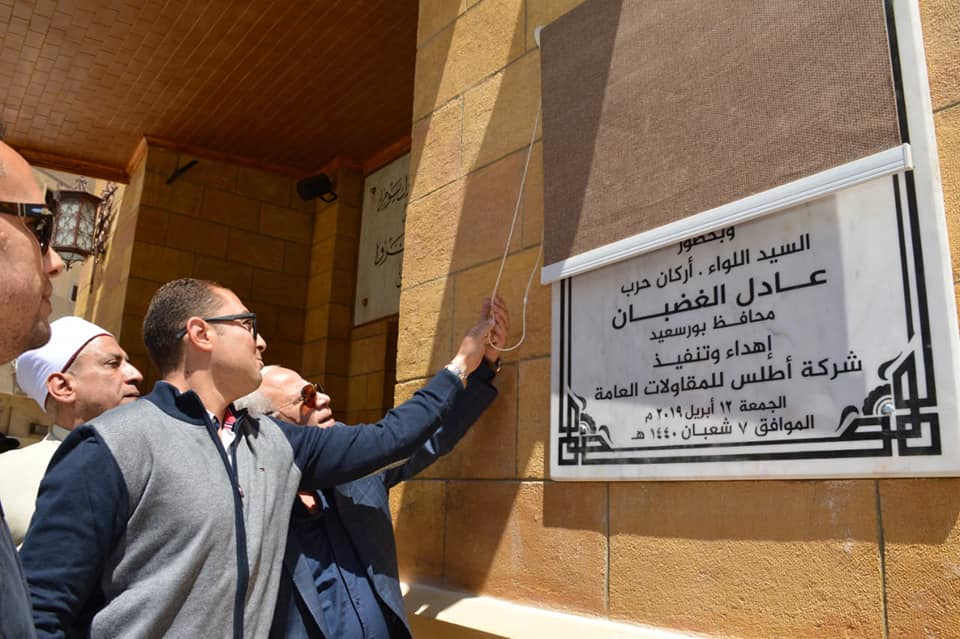 وبحضور
السيد اللواء . أركان حرب
عادل الغضبان
محافظ بورسعيد
إهداء وتنفيذ
شركة أطلس للمقاولات العامة
الجمعة ١٢ أبريل ٢٠١٩ م
الموافق ٧ شعبان ١٤٤٠ هـ